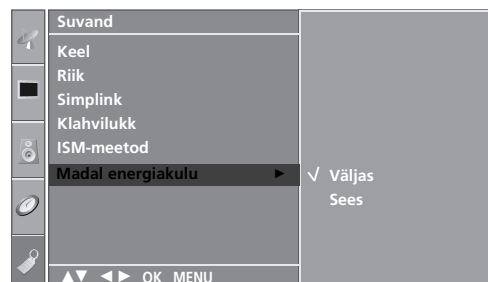 Suvand
Keel
Riik
Simplink
Klahvilukk
ISM-meetod
Madal energiakulu ►
√ Väljas
Sees
▲▼ ◄► OK MENU